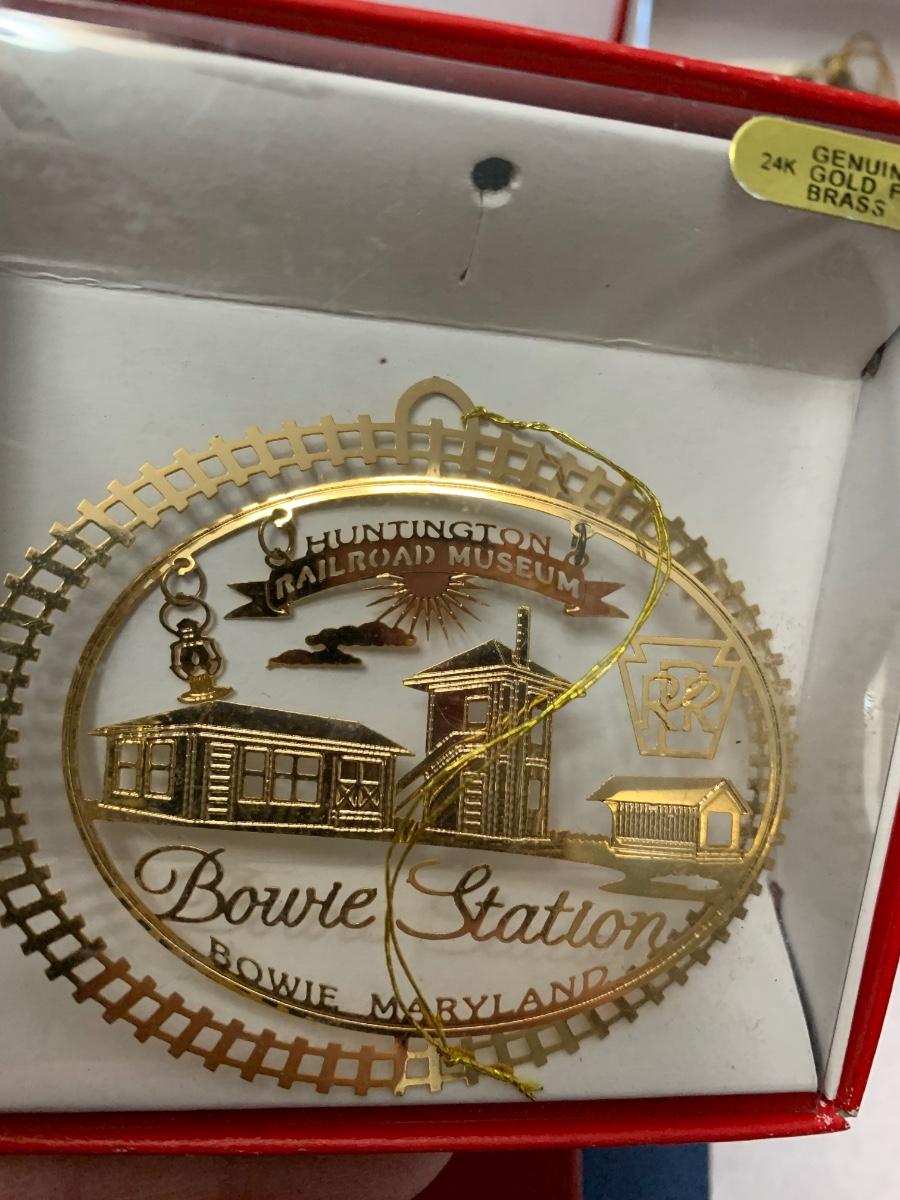 24K GENUIN
GOLD F
BRASS
HUNTINGTON
RAILROAD MUSEUM
PRR
Bowie Station
BOWIE MARYLAND